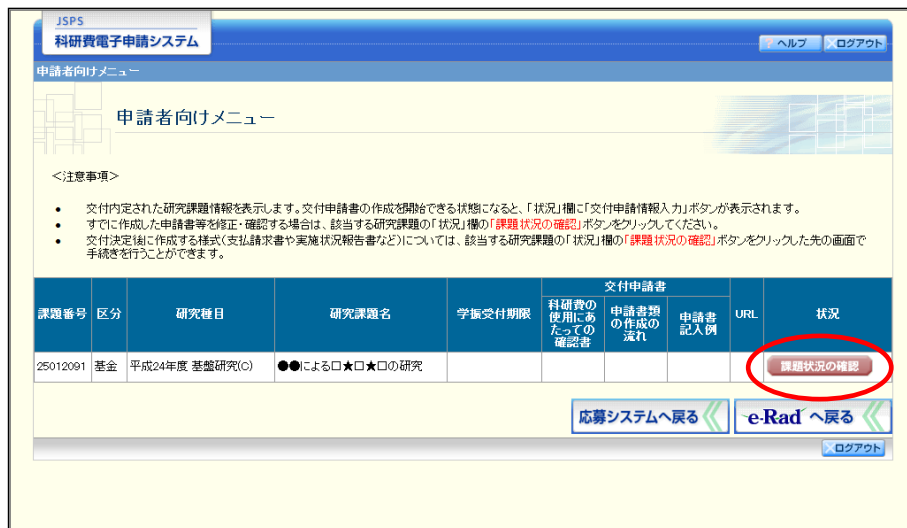 JSPS
科研費電子申請システム
? ヘルプ
ログアウト
申請者向けメニュー
申請者向けメニュー
<注意事項>
• 交付内定された研究課題情報を表示します。交付申請書の作成を開始できる状態になると、「状況」欄に「交付申請情報入力」ボタンが表示されます。
• すでに作成した申請書等を修正・確認する場合は、該当する研究課題の「状況」欄の「課題状況の確認」ボタンをクリックしてください。
• 交付決定後に作成する様式(支払請求書や実施状況報告書など)については、該当する研究課題の「状況」欄の「課題状況の確認」ボタンをクリックした先の画面で
手続きを行うことができます。
交付申請書
課題番号 区分 研究種目 研究課題名 学振受付期限 科研費の使用にあたっての確認書 申請書類の作成の流れ 申請書記入例 URL 状況
25012091 基金 平成24年度 基盤研究(C) ●●による□★□★□の研究 課題状況の確認
応募システムへ戻る
e-Rad へ戻る
ログアウト